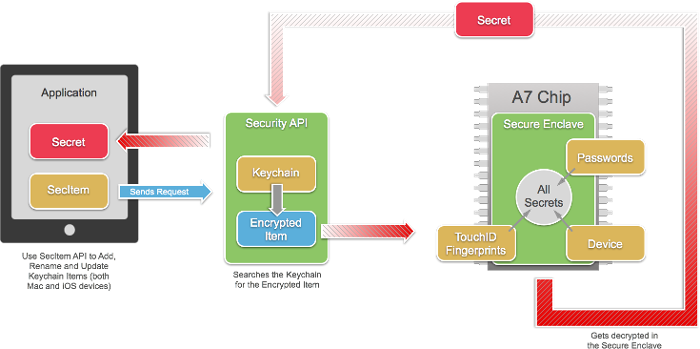 Secret
Application
Secret
SecItem
Sends Request
Use SecItem API to Add,
Rename and Update
Keychain Items (both
Mac and iOS devices)
Security API
Keychain
Encrypted
Item
Searches the Keychain
for the Encrypted Item
A7 Chip
Secure Enclave
Passwords
All
Secrets
TouchID
Fingerprints
Device
Gets decrypted in
the Secure Enclave